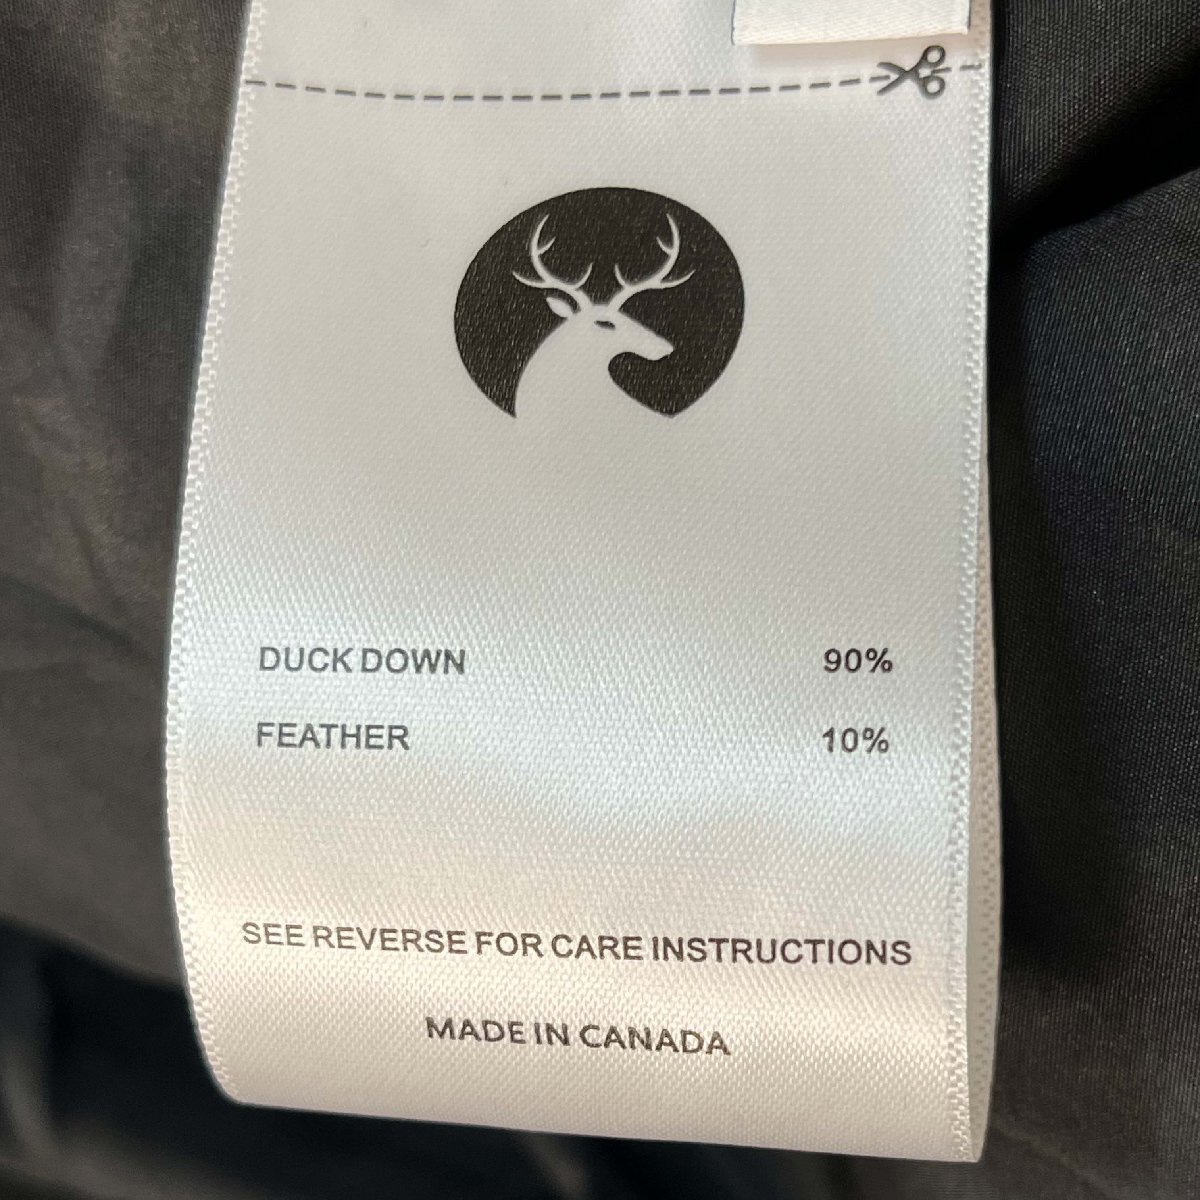 DUCK DOWN 90%
FEATHER 10%
SEE REVERSE FOR CARE INSTRUCTIONS
MADE IN CANADA